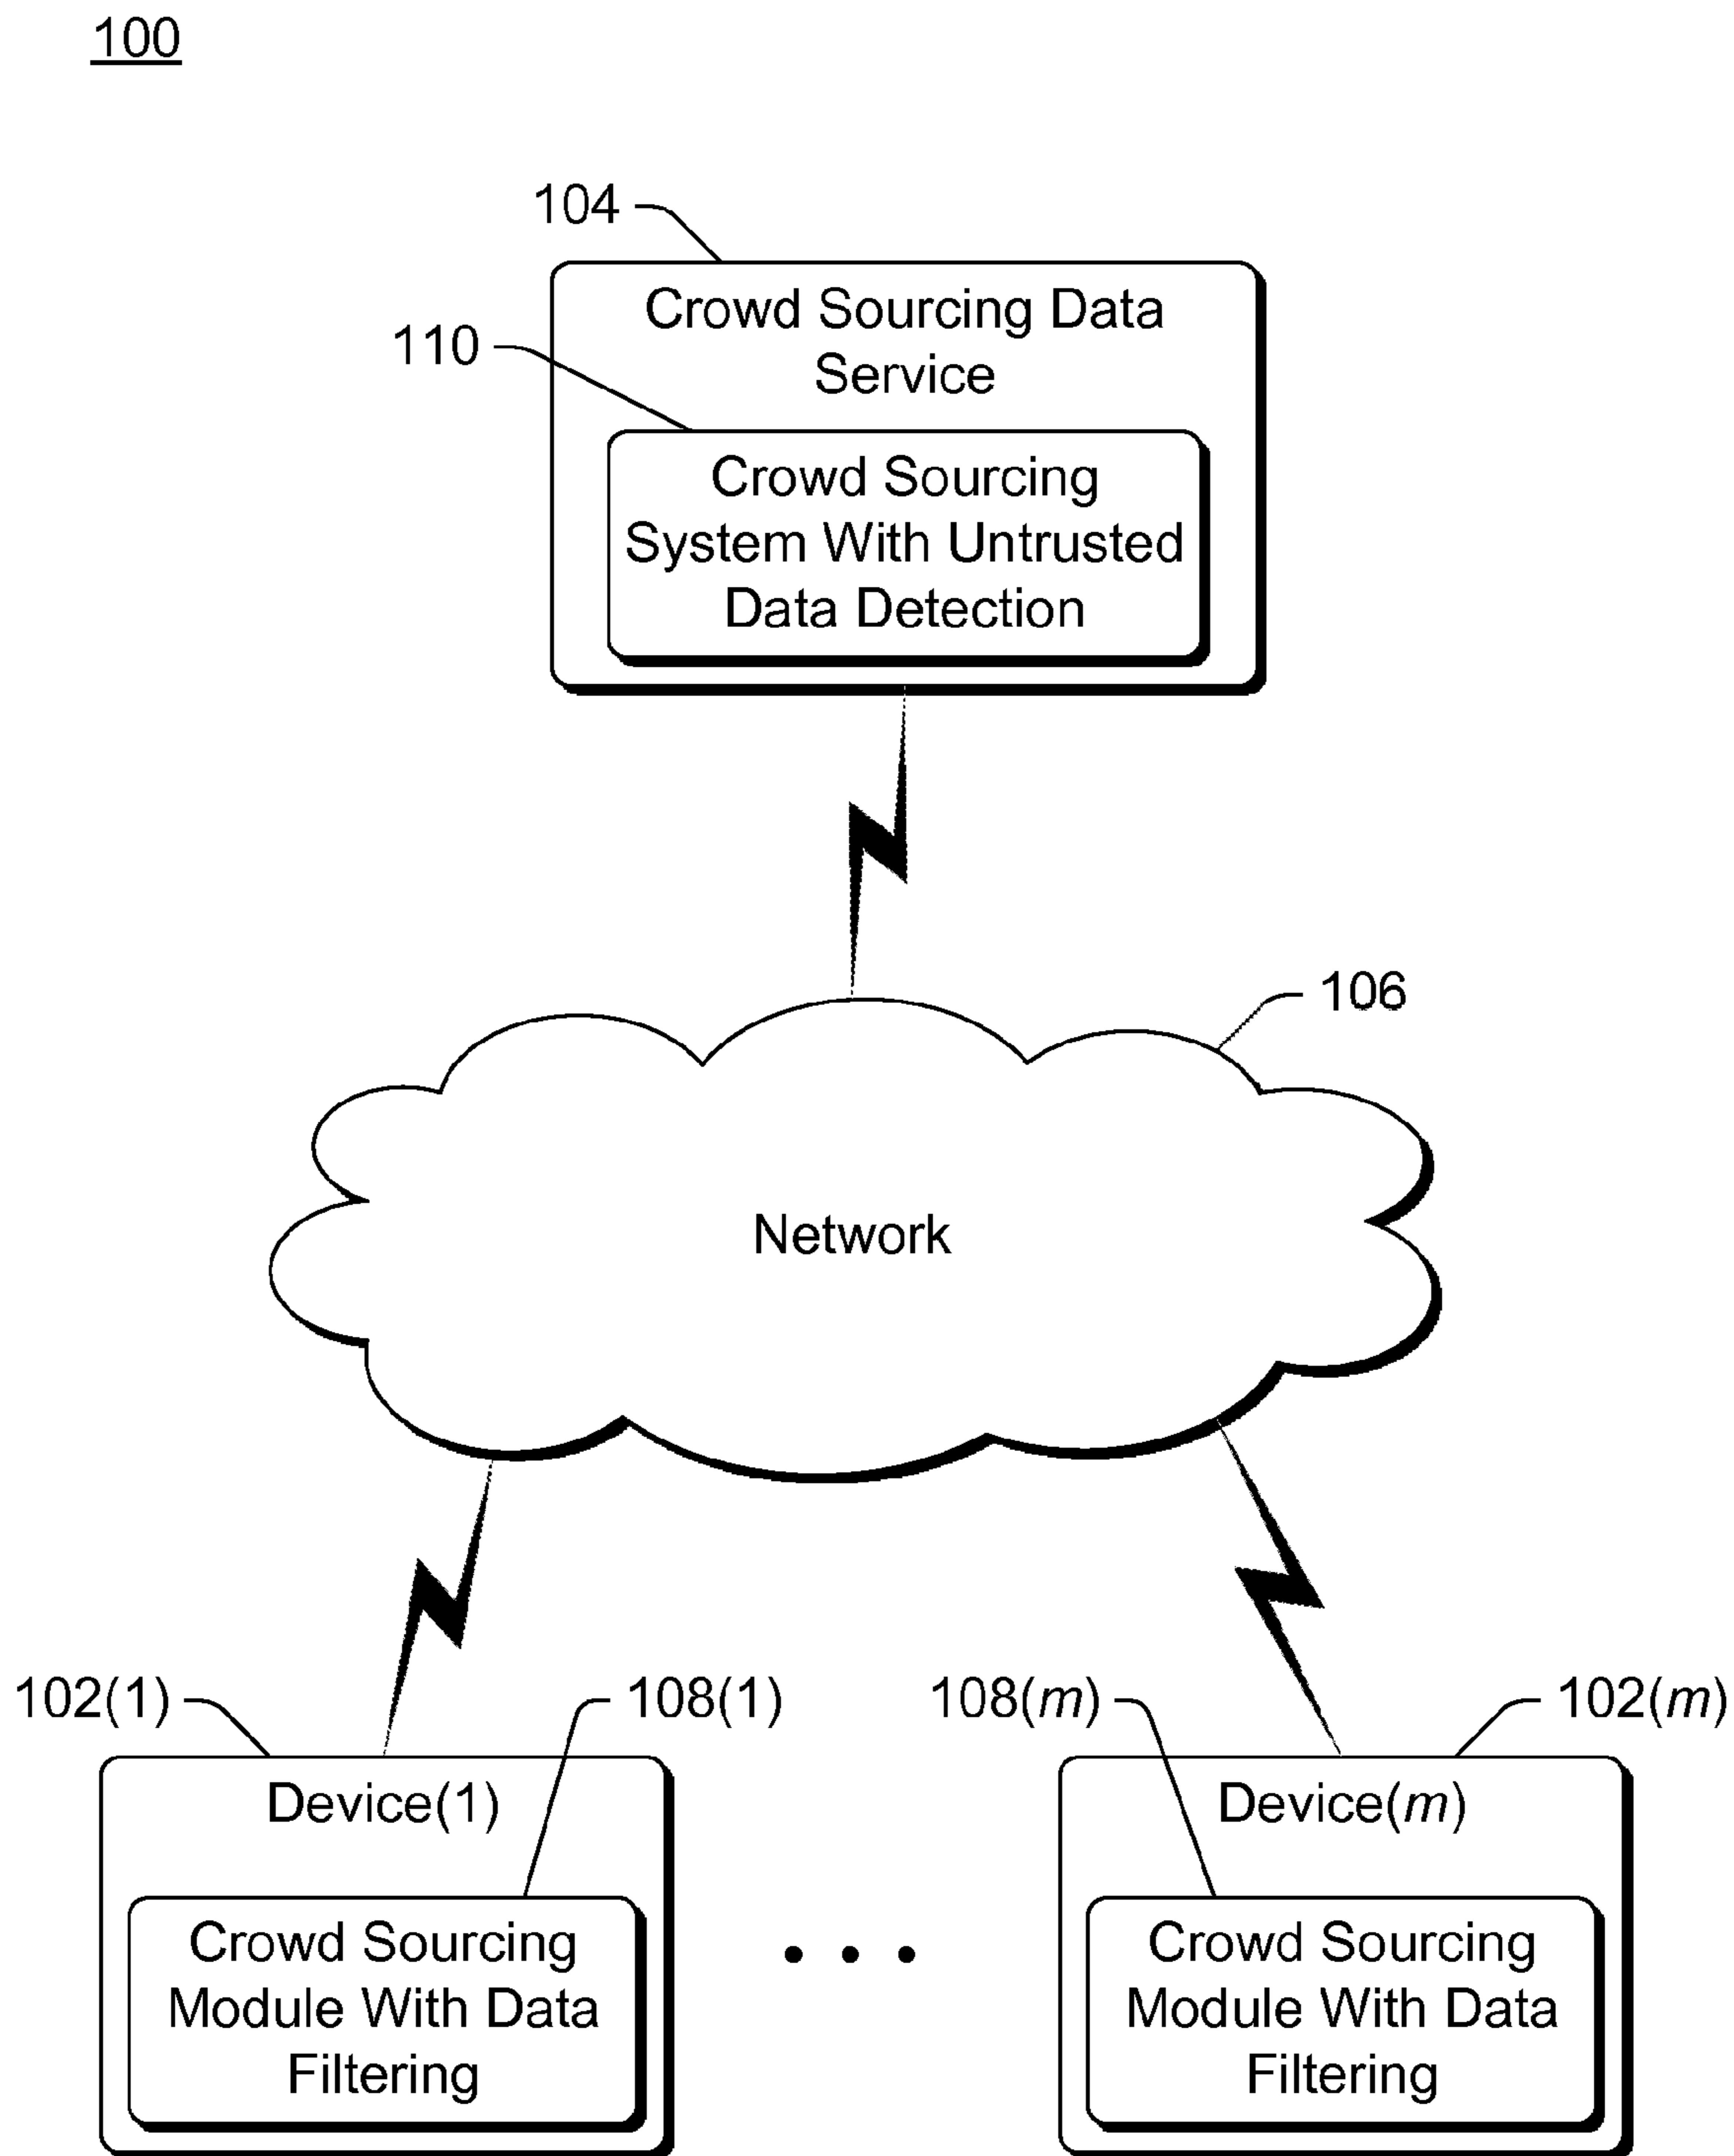 100
104
Crowd Sourcing Data
Service
110
Crowd Sourcing
System With Untrusted
Data Detection
106
Network
102(1)
108(1)
108(m)
102(m)
Device(1)
Device(m)
Crowd Sourcing
Module With Data
Filtering
Crowd Sourcing
Module With Data
Filtering